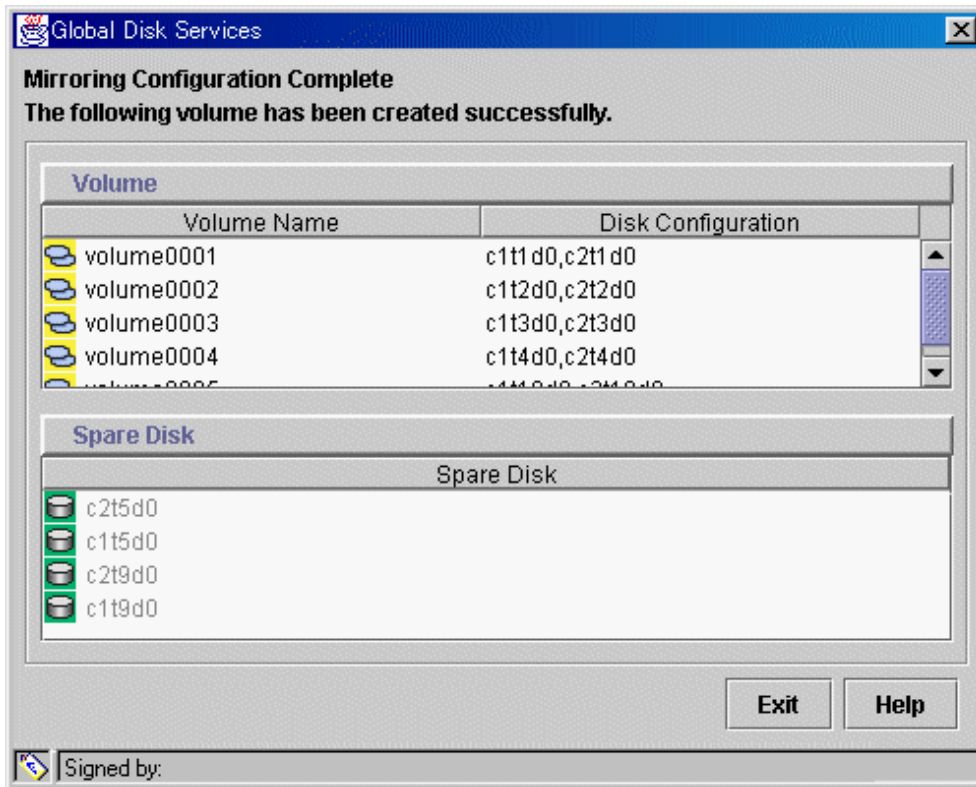 Global Disk Services
Mirroring Configuration Complete
The following volume has been created successfully.
Volume
Volume Name Disk Configuration
volume0001 c1t1d0,c2t1d0
volume0002 c1t2d0,c2t2d0
volume0003 c1t3d0,c2t3d0
volume0004 c1t4d0,c2t4d0
Spare Disk
Spare Disk
c2t5d0
c1t5d0
c2t9d0
c1t9d0
Exit Help
Signed by: